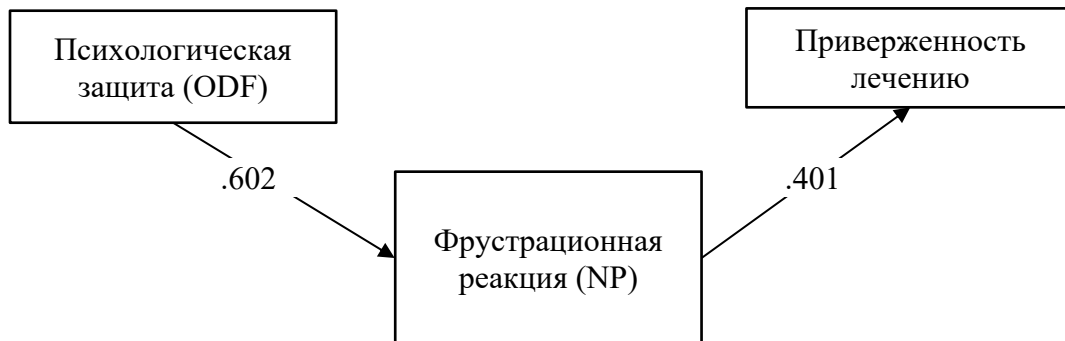 Психологическая
защита (ODF)
Приверженность
лечению
.602
.401
Фрустрационная
реакция (NP)